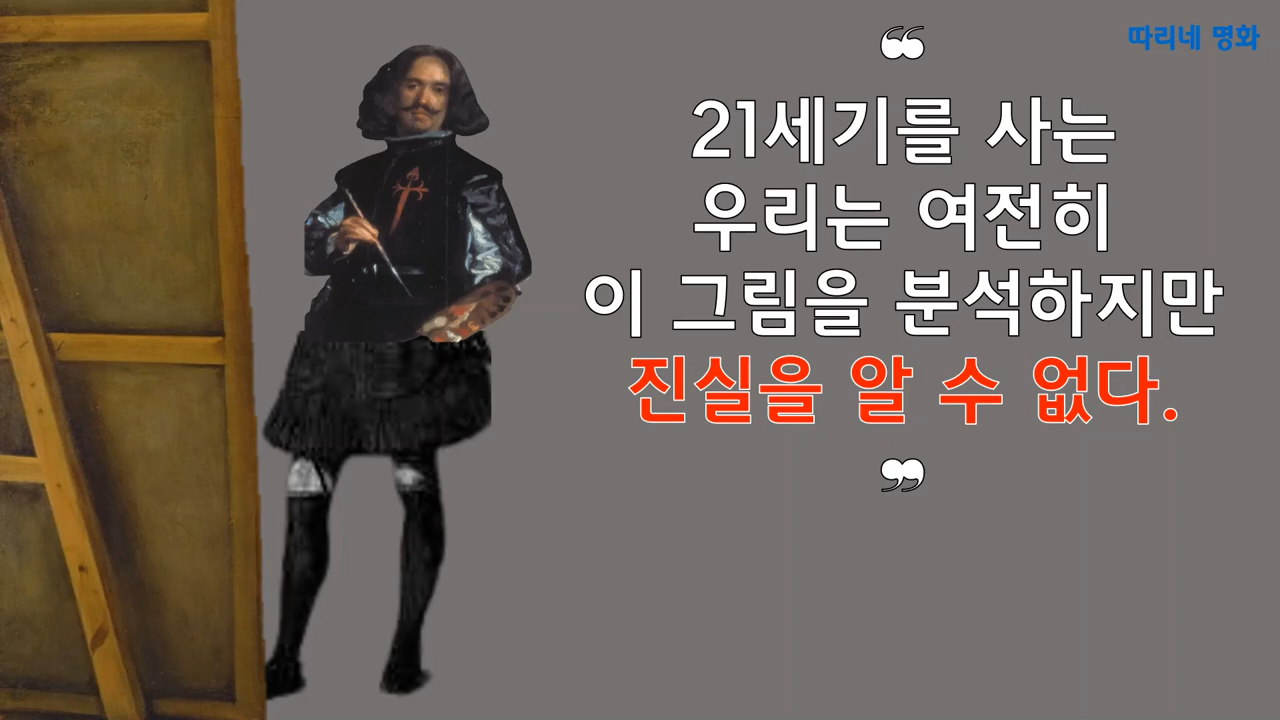 따리네 명화
❝
21세기를 사는
우리는 여전히
이 그림을 분석하지만
진실을 알 수 없다.
❞